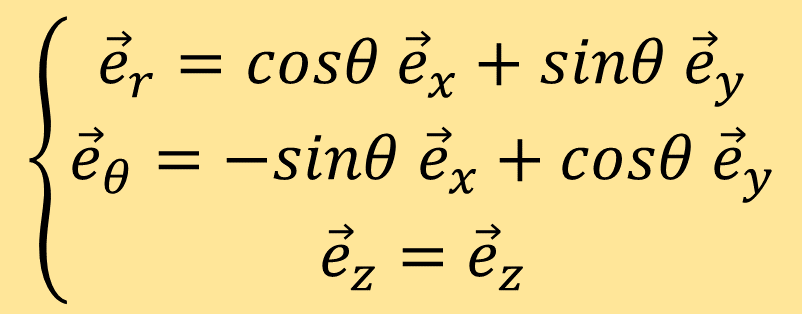 e⃗_r = cosθ e⃗_x + sinθ e⃗_y
e⃗_θ = −sinθ e⃗_x + cosθ e⃗_y
e⃗_z = e⃗_z